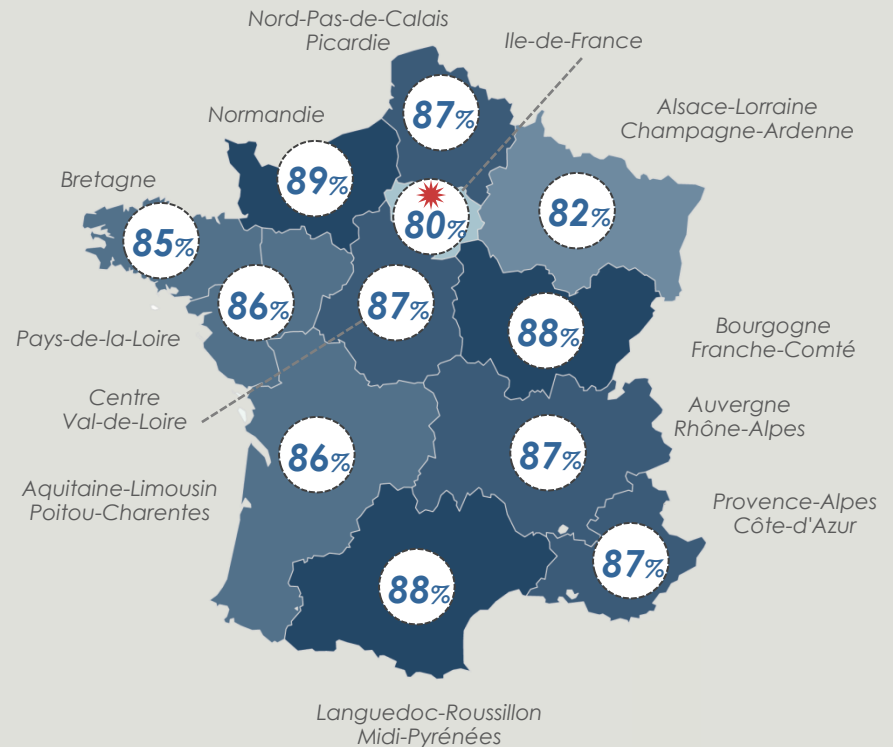 Nord-Pas-de-Calais
Picardie
Ile-de-France
87%
Normandie
Alsace-Lorraine
Champagne-Ardenne
89%
Bretagne
82%
80%
85%
86%
87%
88%
Pays-de-la-Loire
Bourgogne
Franche-Comté
Centre
Val-de-Loire
Auvergne
Rhône-Alpes
86%
87%
Aquitaine-Limousin
Poitou-Charentes
Provence-Alpes
Côte-d'Azur
87%
88%
Languedoc-Roussillon
Midi-Pyrénées